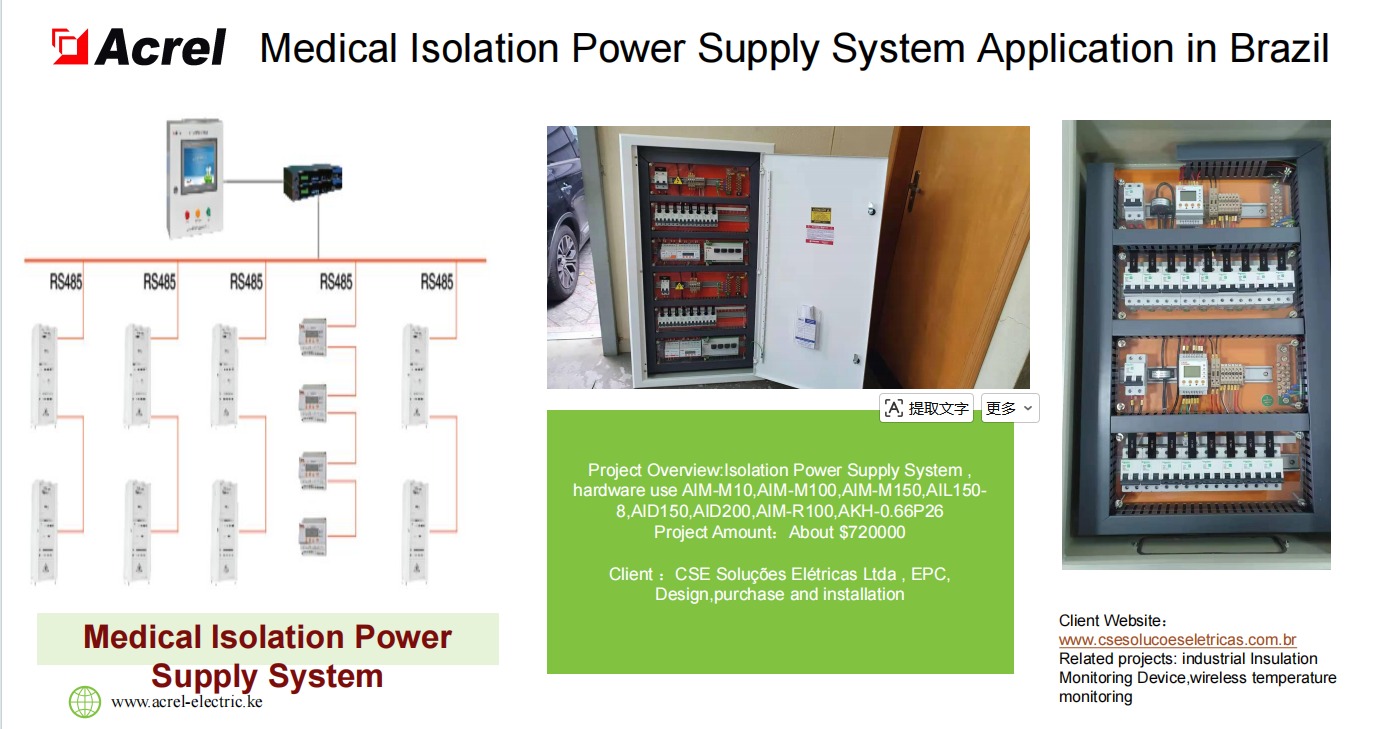 Acrel
Medical Isolation Power Supply System Application in Brazil
RS485
RS485
RS485
RS485
RS485
Medical Isolation Power
Supply System
www.acrel-electric.ke
提取文字
更多
Project Overview:Isolation Power Supply System ,
hardware use AIM-M10,AIM-M100,AIM-M150,AIL150-
8,AID150,AID200,AIM-R100,AKH-0.66P26
Project Amount：About $720000
Client： CSE Soluções Elétricas Ltda , EPC,
Design,purchase and installation
Client Website：
www.csesolucoeseletricas.com.br
Related projects: industrial Insulation
Monitoring Device,wireless temperature
monitoring